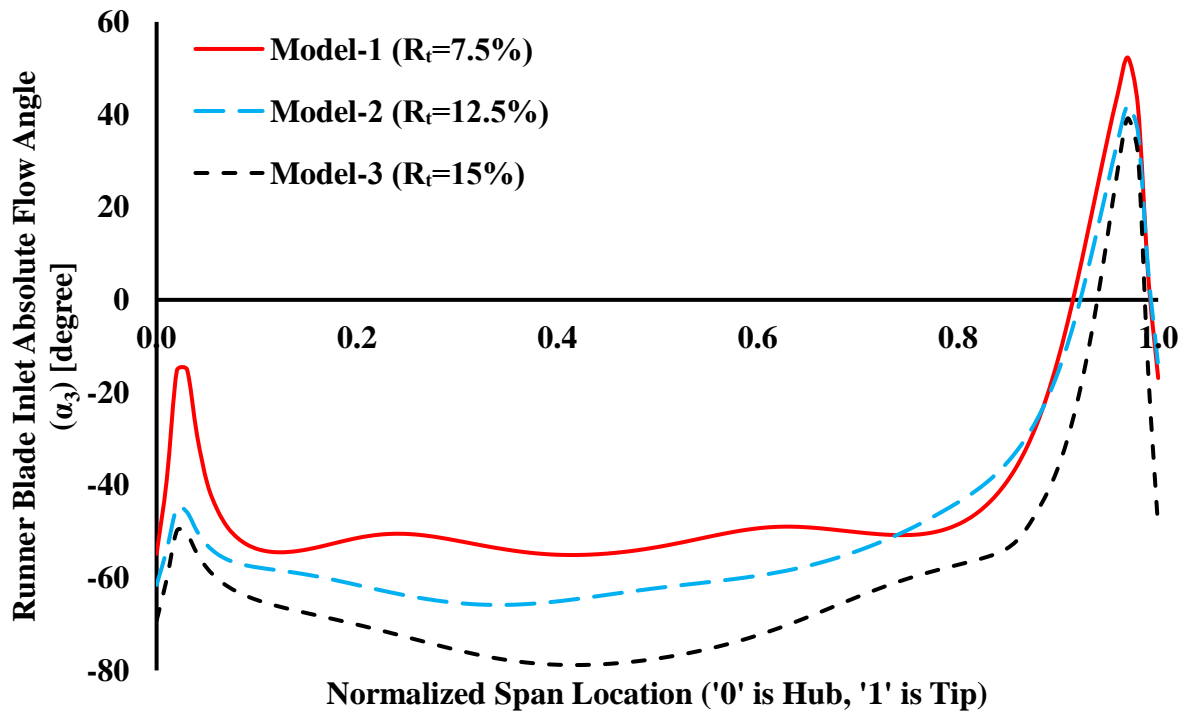 Runner Blade Inlet Absolute Flow Angle
(α₃) [degree]
60
40
20
0
-20
-40
-60
-80
Model-1 (Rₜ=7.5%)
Model-2 (Rₜ=12.5%)
Model-3 (Rₜ=15%)
0.0 0.2 0.4 0.6 0.8 1.0
Normalized Span Location ('0' is Hub, '1' is Tip)